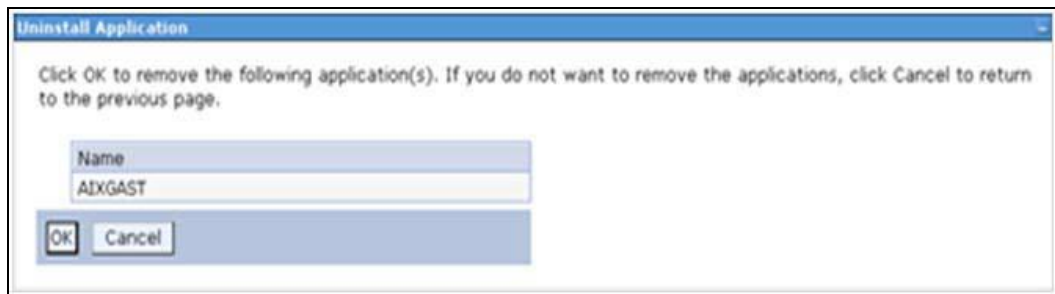 Uninstall Application
Click OK to remove the following application(s). If you do not want to remove the applications, click Cancel to return
to the previous page.
Name
AIXGAST
OK Cancel